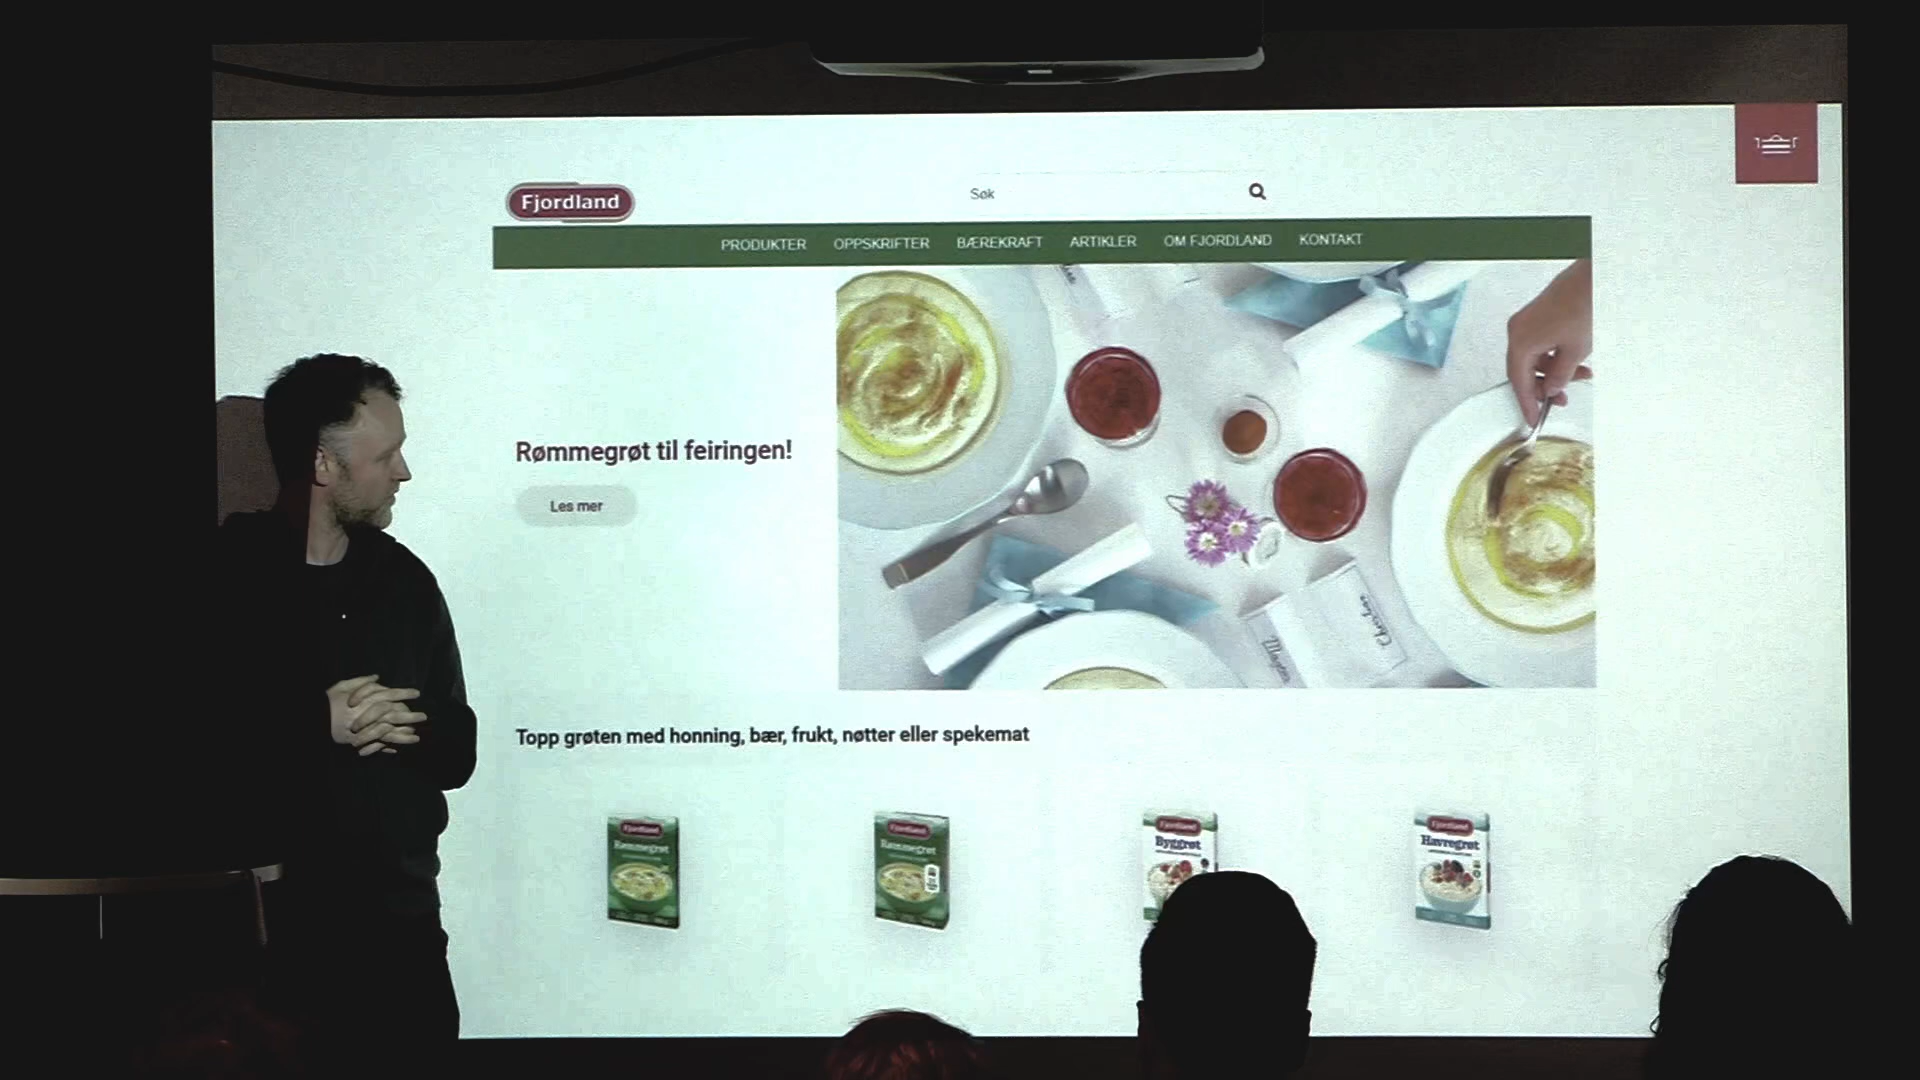 Fjordland
Søk
PRODUKTER OPPSKRIFTER BÆREKRAFT ARTIKLER OM FJORDLAND KONTAKT
Rømmegrøt til feiringen!
Les mer
Topp grøten med honning, bær, frukt, nøtter eller spekemat
Fjordland Fjordland Fjordland Fjordland
Rømmegrøt Rømmegrøt Byggrøt Havregrøt